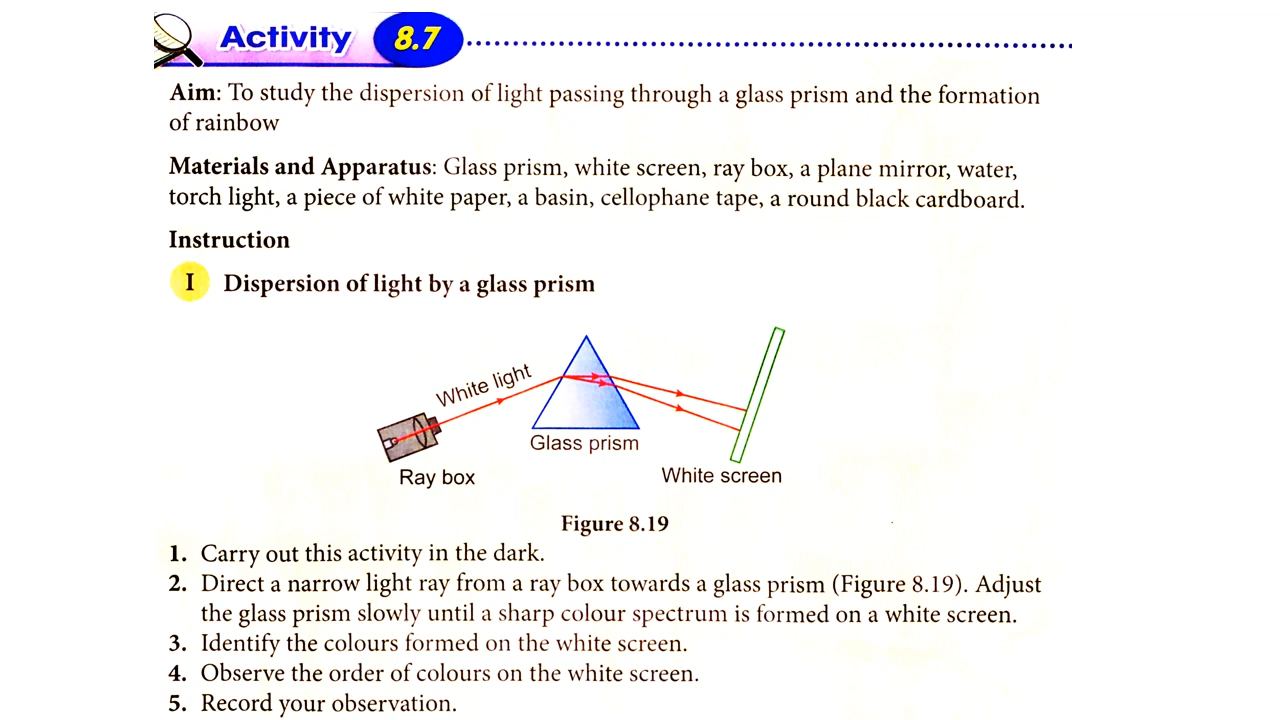 Activity 8.7
Aim: To study the dispersion of light passing through a glass prism and the formation
of rainbow
Materials and Apparatus: Glass prism, white screen, ray box, a plane mirror, water,
torch light, a piece of white paper, a basin, cellophane tape, a round black cardboard.
Instruction
I Dispersion of light by a glass prism
White light
Glass prism
Ray box
White screen
Figure 8.19
1. Carry out this activity in the dark.
2. Direct a narrow light ray from a ray box towards a glass prism (Figure 8.19). Adjust
the glass prism slowly until a sharp colour spectrum is formed on a white screen.
3. Identify the colours formed on the white screen.
4. Observe the order of colours on the white screen.
5. Record your observation.